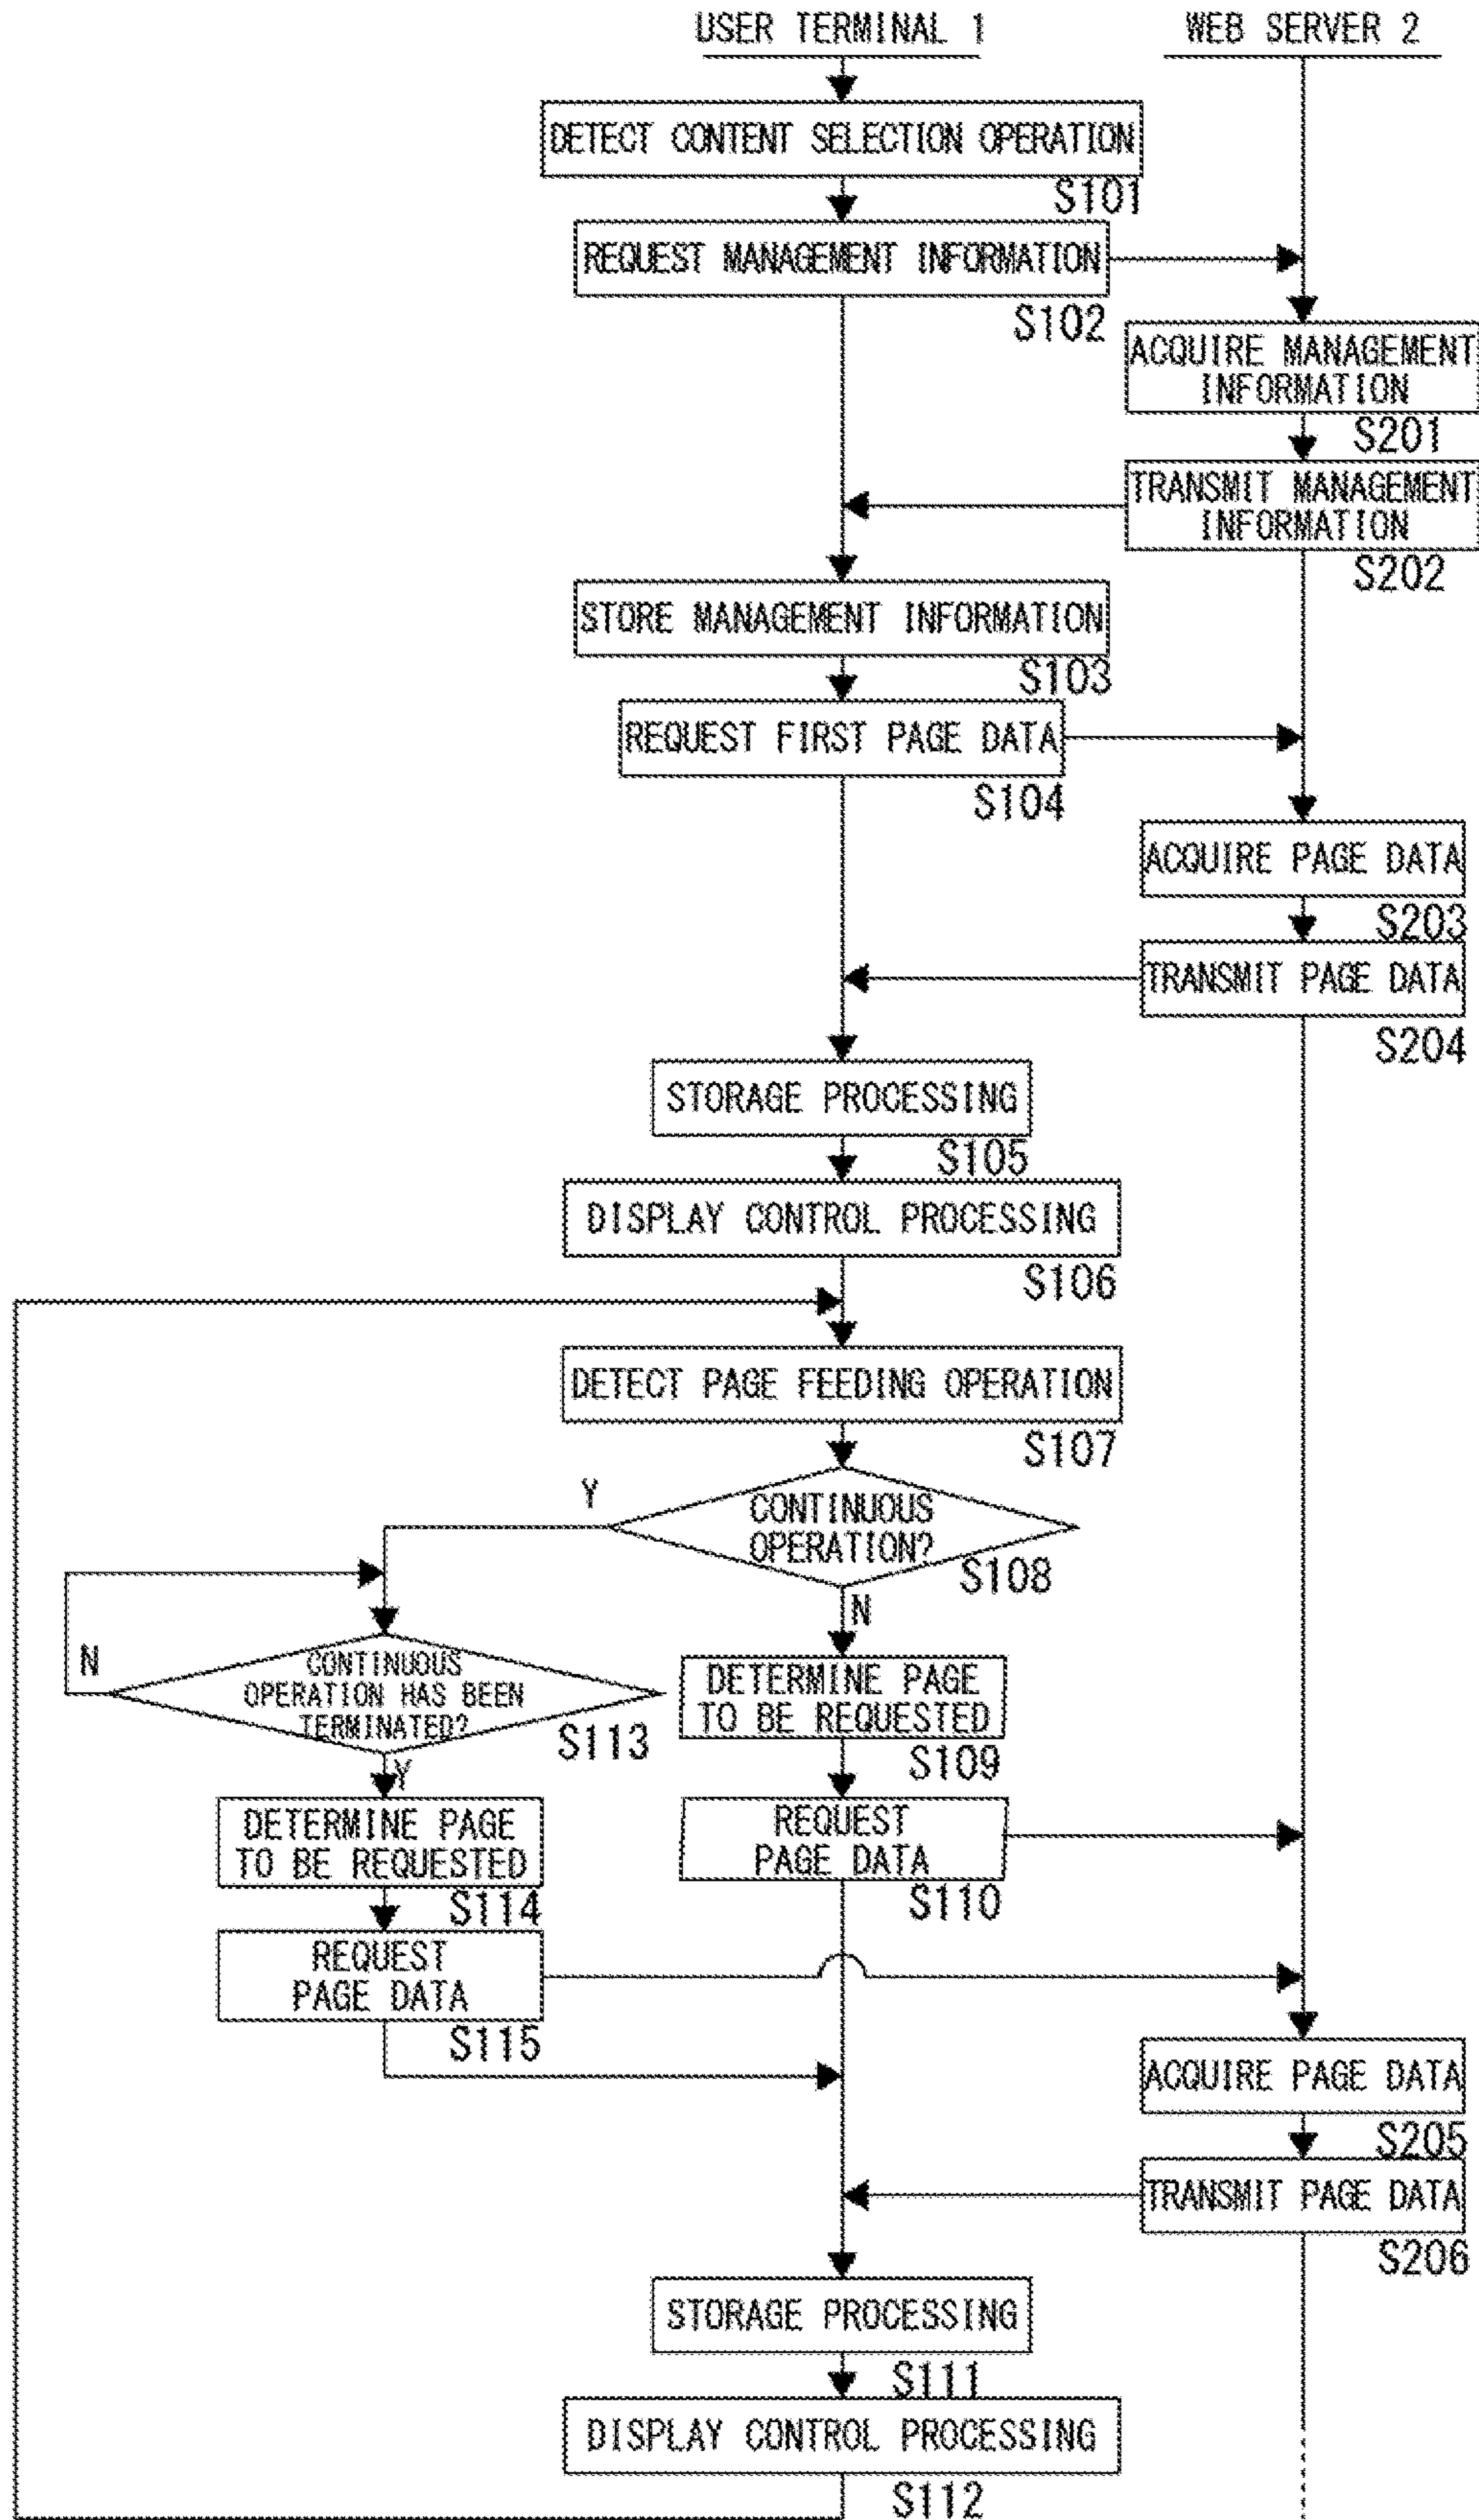 USER TERMINAL 1
WEB SERVER 2
DETECT CONTENT SELECTION OPERATION
S101
REQUEST MANAGEMENT INFORMATION
S102
ACQUIRE MANAGEMENT
INFORMATION
S201
TRANSMIT MANAGEMENT
INFORMATION
S202
STORE MANAGEMENT INFORMATION
S103
REQUEST FIRST PAGE DATA
S104
ACQUIRE PAGE DATA
S203
TRANSMIT PAGE DATA
S204
STORAGE PROCESSING
S105
DISPLAY CONTROL PROCESSING
S106
DETECT PAGE FEEDING OPERATION
S107
Y
CONTINUOUS
OPERATION?
S108
N
N
CONTINUOUS
OPERATION HAS BEEN
TERMINATED?
S113
Y
DETERMINE PAGE
TO BE REQUESTED
S109
DETERMINE PAGE
TO BE REQUESTED
S114
REQUEST
PAGE DATA
S110
REQUEST
PAGE DATA
S115
ACQUIRE PAGE DATA
S205
TRANSMIT PAGE DATA
S206
STORAGE PROCESSING
S111
DISPLAY CONTROL PROCESSING
S112